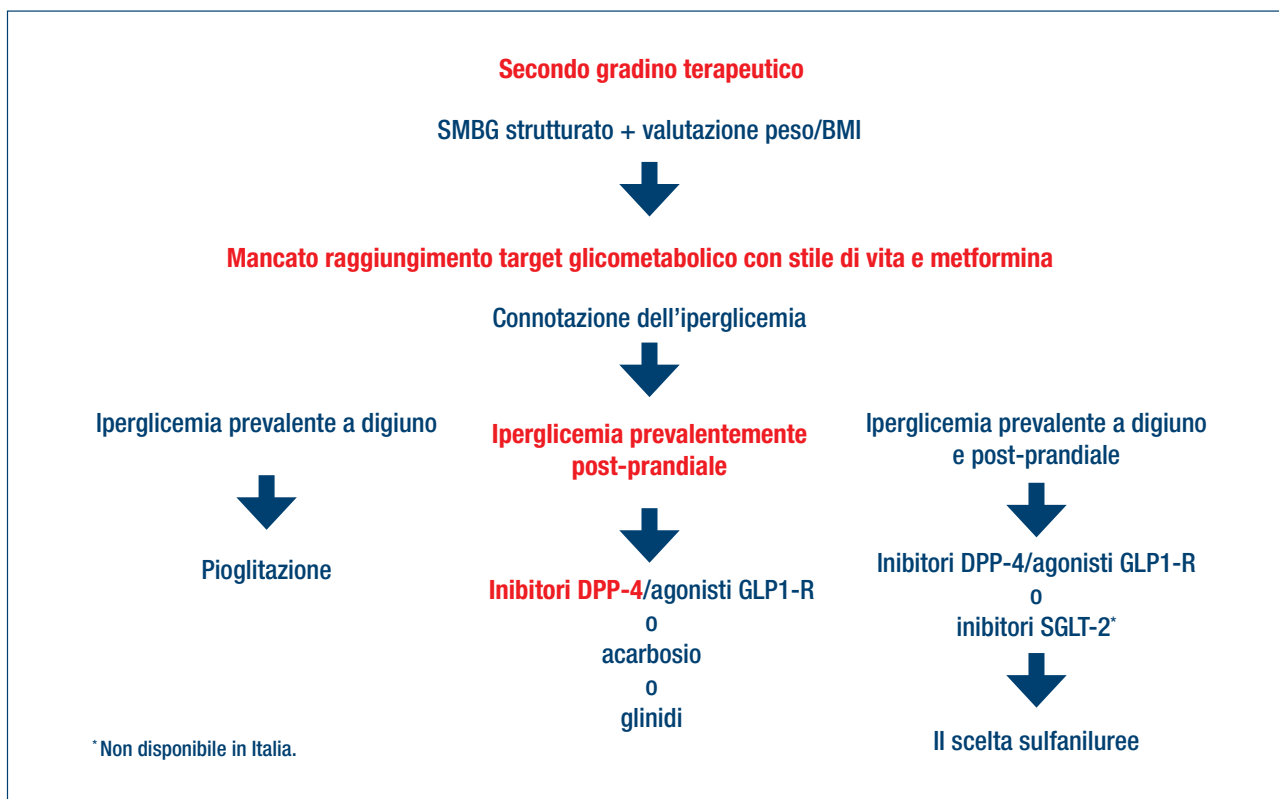 Secondo gradino terapeutico
SMBG strutturato + valutazione peso/BMI
Mancato raggiungimento target glicometabolico con stile di vita e metformina
Connotazione dell'iperglicemia
Iperglicemia prevalente a digiuno
Pioglitazione
Iperglicemia prevalentemente
post-prandiale
Inibitori DPP-4/agonisti GLP1-R
o
acarbosio
o
glinidi
Iperglicemia prevalente a digiuno
e post-prandiale
Inibitori DPP-4/agonisti GLP1-R
o
inibitori SGLT-2*
II scelta sulfaniluree
* Non disponibile in Italia.